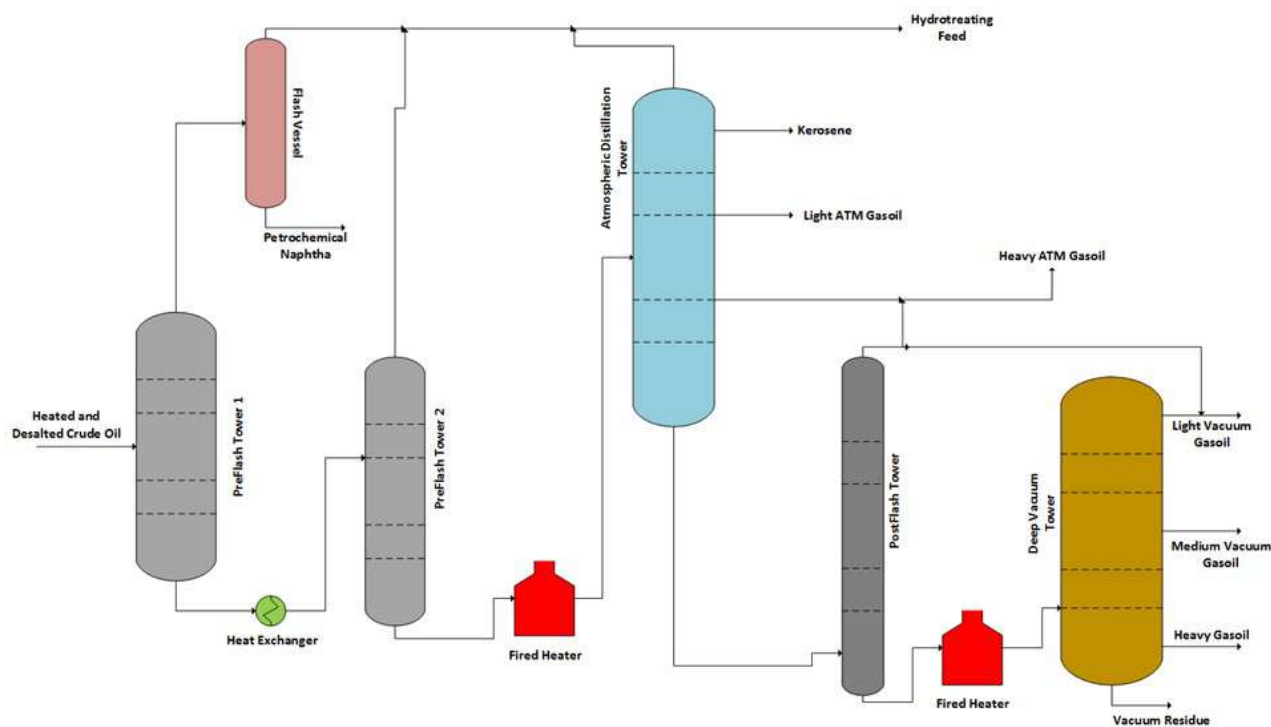 Hydrotreating
Feed
Flash Vessel
Atmospheric Distillation
Tower
Kerosene
Light ATM Gasoil
Petrochemical
Naphtha
Heavy ATM Gasoil
Heated and
Desalted Crude Oil
PreFlash Tower 1
PreFlash Tower 2
PostFlash Tower
Deep Vacuum
Tower
Light Vacuum
Gasoil
Medium Vacuum
Gasoil
Heat Exchanger
Fired Heater
Heavy Gasoil
Fired Heater
Vacuum Residue